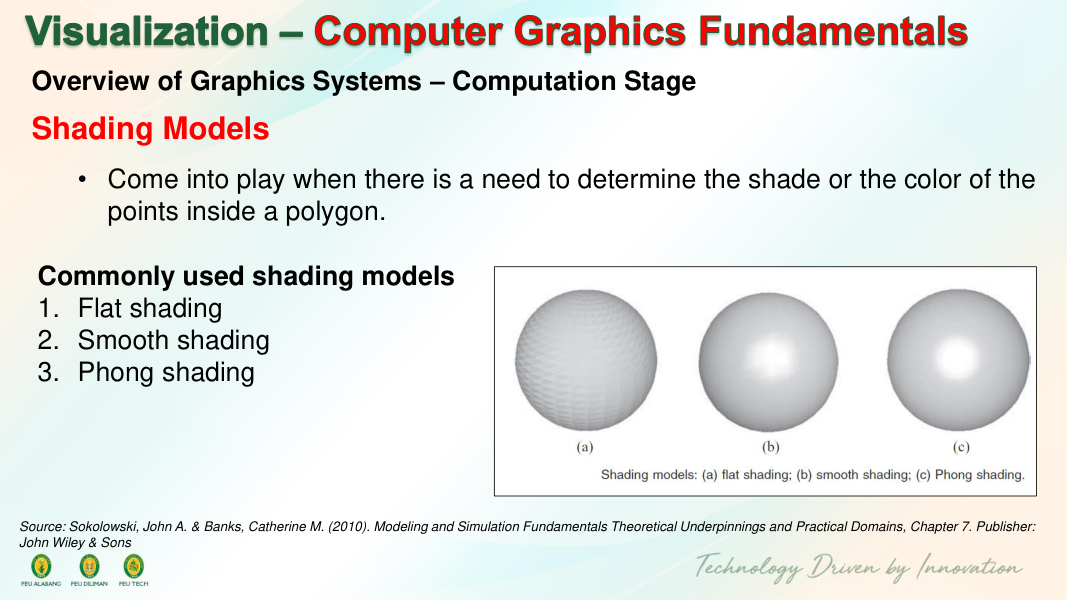 Visualization – Computer Graphics Fundamentals
Overview of Graphics Systems – Computation Stage
Shading Models
• Come into play when there is a need to determine the shade or the color of the
points inside a polygon.
Commonly used shading models
1. Flat shading
2. Smooth shading
3. Phong shading
(a) (b) (c)
Shading models: (a) flat shading; (b) smooth shading; (c) Phong shading.
Source: Sokolowski, John A. & Banks, Catherine M. (2010). Modeling and Simulation Fundamentals Theoretical Underpinnings and Practical Domains, Chapter 7. Publisher:
John Wiley & Sons
FEU ALABANG FEU DILIMAN FEU TECH
Technology Driven by Innovation